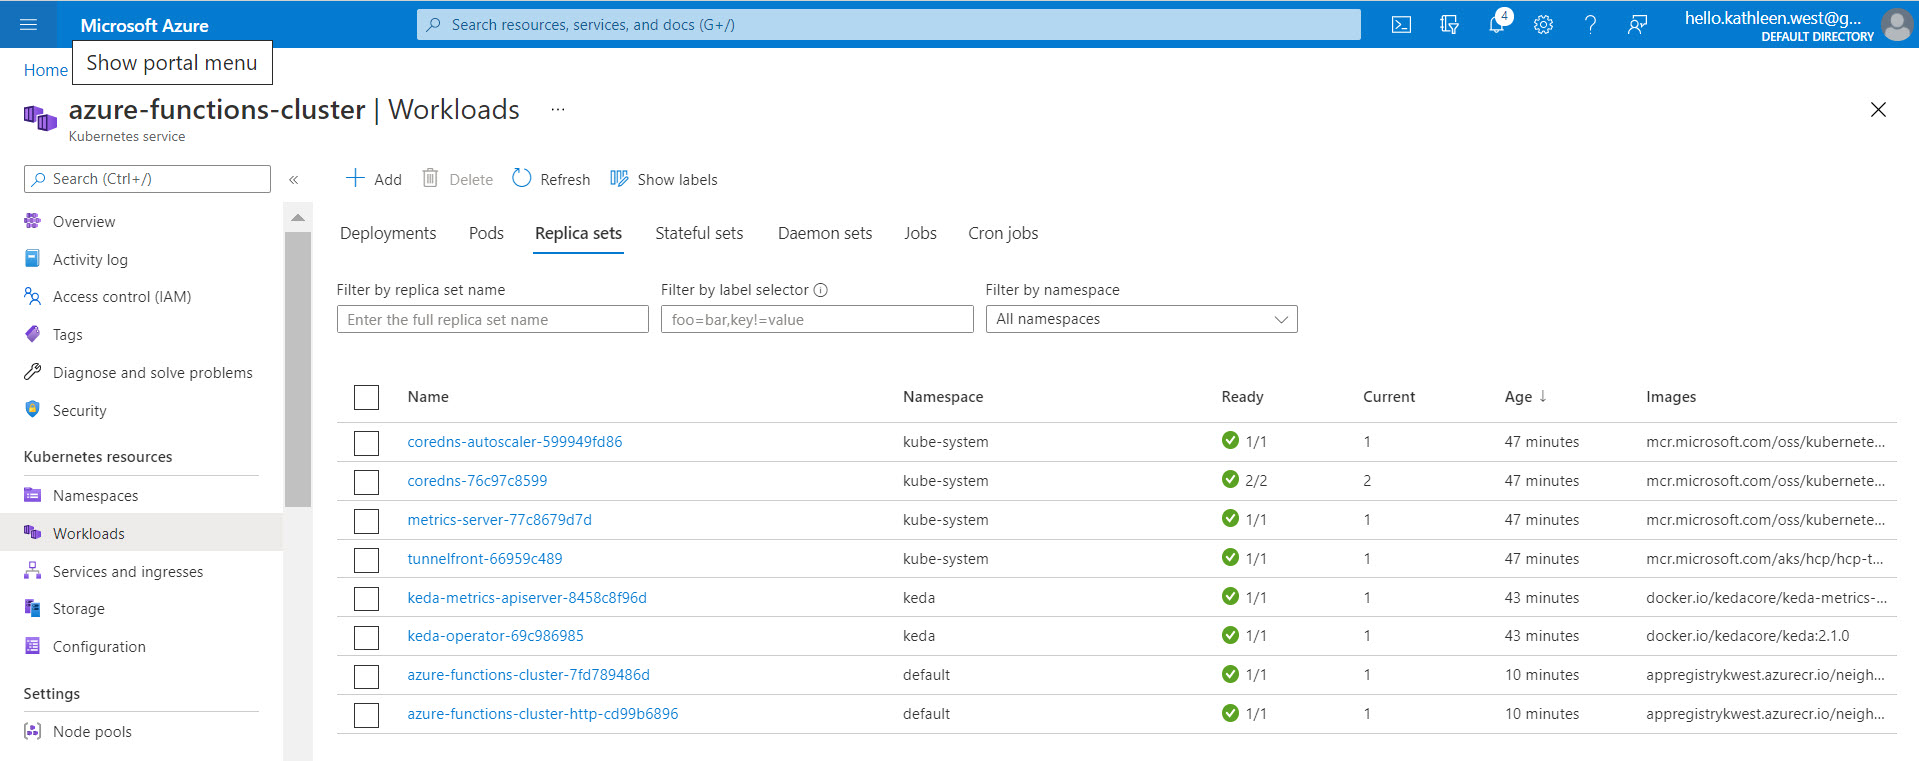 Microsoft Azure
Search resources, services, and docs (G+/)
4
hello.kathleen.west@g...
DEFAULT DIRECTORY
Home
Show portal menu
azure-functions-cluster | Workloads ...
Kubernetes service
Search (Ctrl+/)
«
Add
Delete
Refresh
Show labels
Overview
Activity log
Access control (IAM)
Tags
Diagnose and solve problems
Security
Kubernetes resources
Namespaces
Workloads
Services and ingresses
Storage
Configuration
Settings
Node pools
Deployments Pods Replica sets Stateful sets Daemon sets Jobs Cron jobs
Filter by replica set name
Enter the full replica set name
Filter by label selector
foo=bar,key!=value
Filter by namespace
All namespaces
Name Namespace Ready Current Age ↓ Images
coredns-autoscaler-599949fd86 kube-system 1/1 1 47 minutes mcr.microsoft.com/oss/kubernete...
coredns-76c97c8599 kube-system 2/2 2 47 minutes mcr.microsoft.com/oss/kubernete...
metrics-server-77c8679d7d kube-system 1/1 1 47 minutes mcr.microsoft.com/oss/kubernete...
tunnelfront-66959c489 kube-system 1/1 1 47 minutes mcr.microsoft.com/aks/hcp/hcp-t...
keda-metrics-apiserver-8458c8f96d keda 1/1 1 43 minutes docker.io/kedacore/keda-metrics-...
keda-operator-69c986985 keda 1/1 1 43 minutes docker.io/kedacore/keda:2.1.0
azure-functions-cluster-7fd789486d default 1/1 1 10 minutes appregistrykwest.azurecr.io/neigh...
azure-functions-cluster-http-cd99b6896 default 1/1 1 10 minutes appregistrykwest.azurecr.io/neigh...